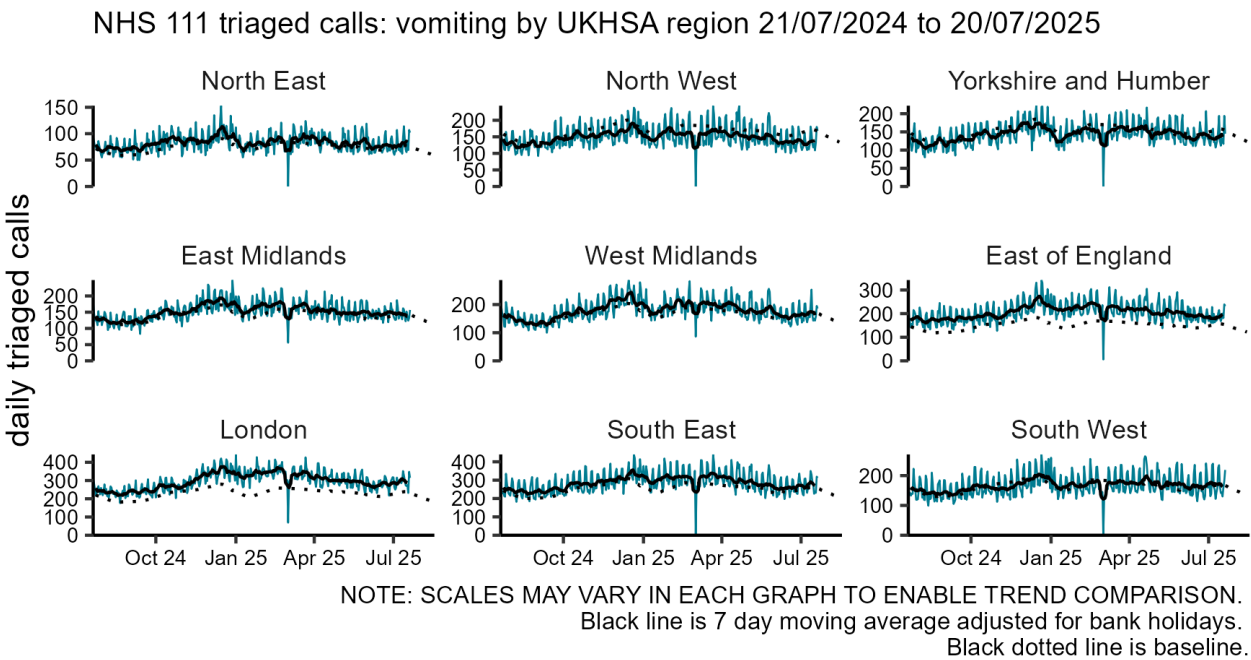 NHS 111 triaged calls: vomiting by UKHSA region 21/07/2024 to 20/07/2025
daily triaged calls
North East
150
100
50
0
North West
200
150
100
50
0
Yorkshire and Humber
200
150
100
50
0
East Midlands
200
150
100
50
0
West Midlands
200
100
0
East of England
300
200
100
0
London
400
300
200
100
0
South East
400
300
200
100
0
South West
200
100
0
Oct 24 Jan 25 Apr 25 Jul 25
Oct 24 Jan 25 Apr 25 Jul 25
Oct 24 Jan 25 Apr 25 Jul 25
NOTE: SCALES MAY VARY IN EACH GRAPH TO ENABLE TREND COMPARISON.
Black line is 7 day moving average adjusted for bank holidays.
Black dotted line is baseline.